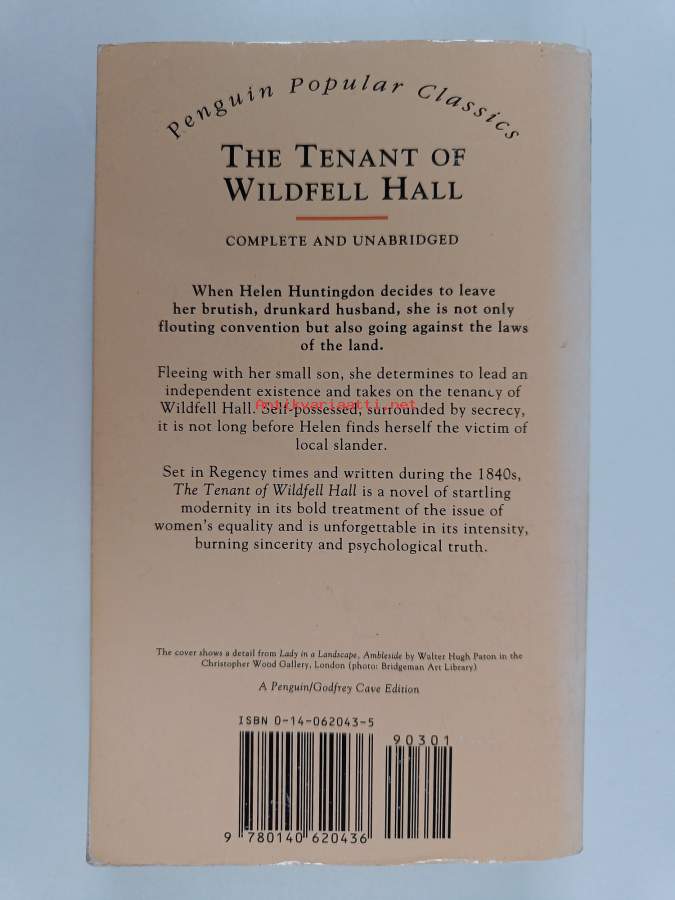 Penguin Popular Classics
THE TENANT OF
WILDFELL HALL
COMPLETE AND UNABRIDGED
When Helen Huntingdon decides to leave
her brutish, drunkard husband, she is not only
flouting convention but also going against the laws
of the land.
Fleeing with her small son, she determines to lead an
independent existence and takes on the tenancy of
Antikvariaatti.net
Wildfell Hall. Self-possessed, surrounded by secrecy,
it is not long before Helen finds herself the victim of
local slander.
Set in Regency times and written during the 1840s,
The Tenant of Wildfell Hall is a novel of startling
modernity in its bold treatment of the issue of
women's equality and is unforgettable in its intensity,
burning sincerity and psychological truth.
The cover shows a detail from Lady in a Landscape, Ambleside by Walter Hugh Paton in the
Christopher Wood Gallery, London (photo: Bridgeman Art Library)
A Penguin/Godfrey Cave Edition
ISBN 0-14-062043-5
90301
9 780140 620436